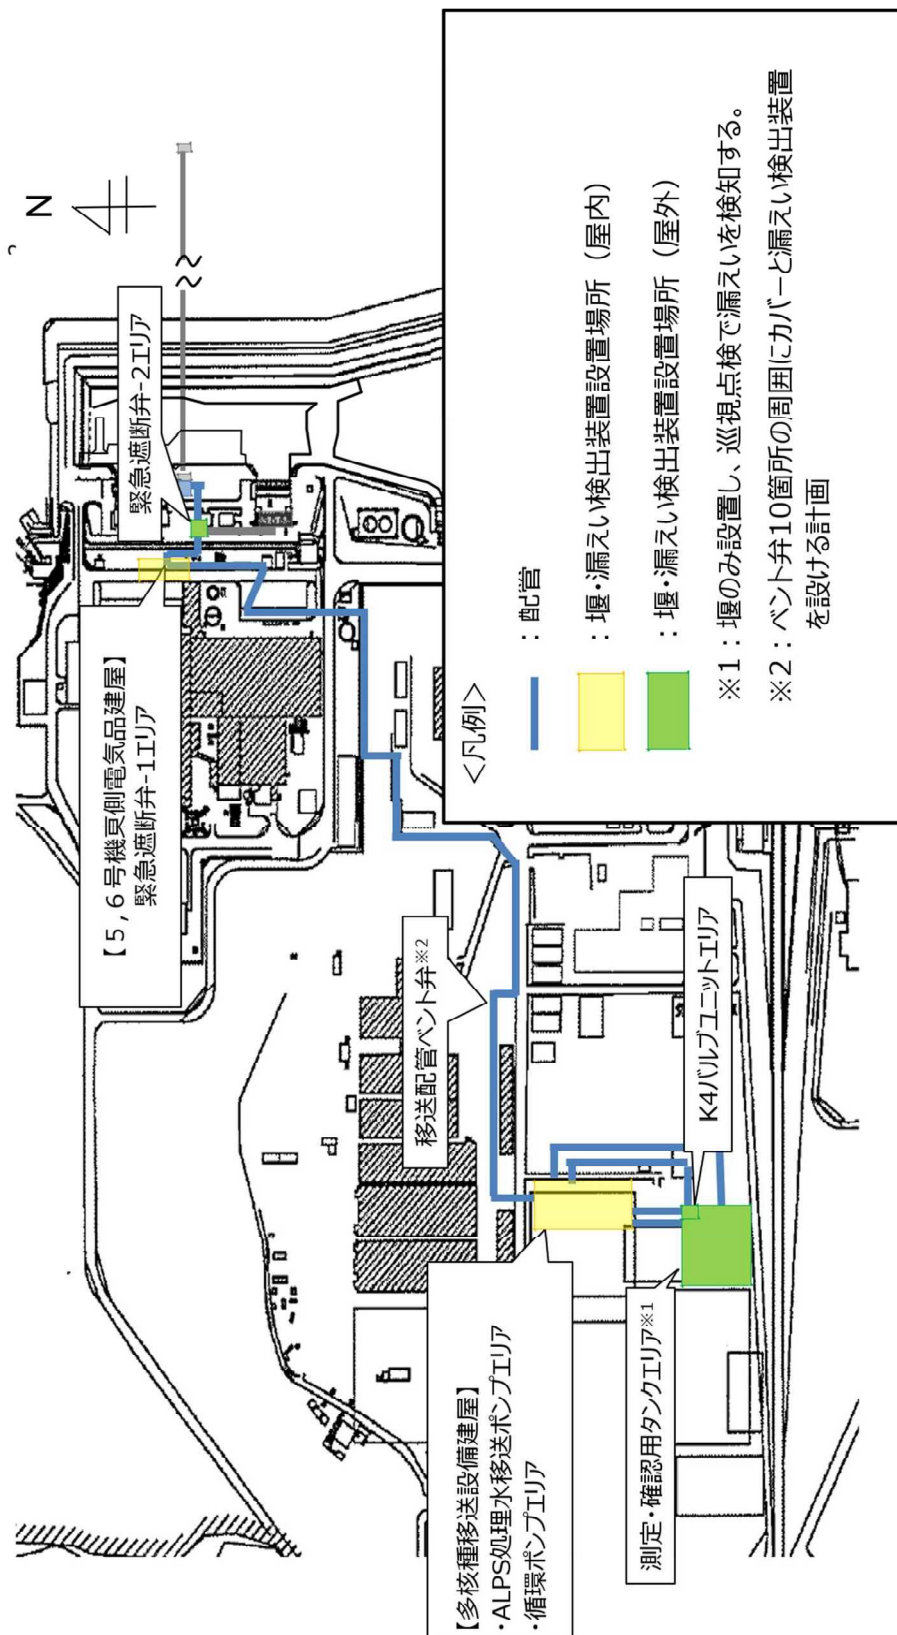 N
緊急遮断弁-2エリア
【5,6号機東側電気品建屋】
緊急遮断弁-1エリア
移送配管ベント弁※2
K4バルブユニットエリア
【多核種移送設備建屋】
・ALPS処理水移送ポンプエリア
・循環ポンプエリア
測定・確認用タンクエリア※1
<凡例>
：配管
：堰・漏えい検出装置設置場所（屋内）
：堰・漏えい検出装置設置場所（屋外）
※1：堰のみ設置し、巡視点検で漏えいを検知する。
※2：ベント弁10箇所の周囲にカバーと漏えい検出装置
を設ける計画